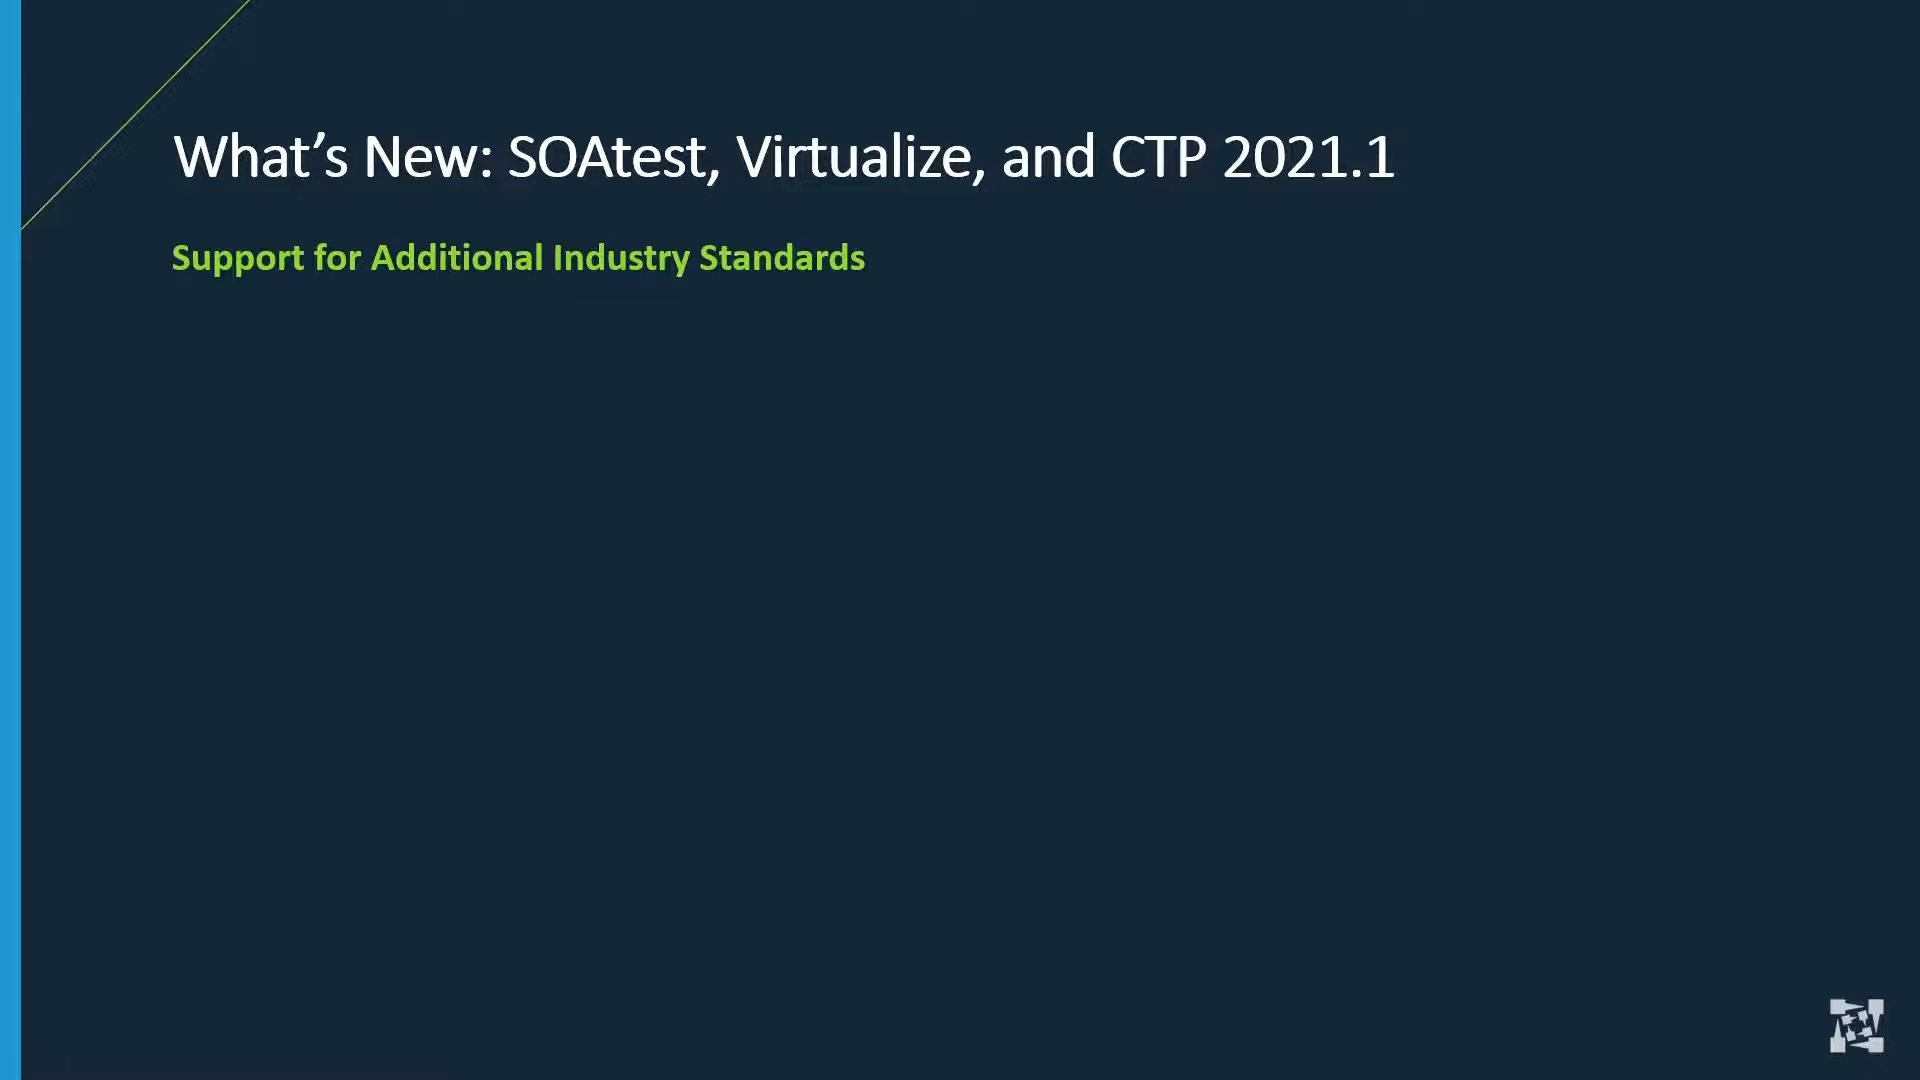 What’s New: SOAtest, Virtualize, and CTP 2021.1
Support for Additional Industry Standards